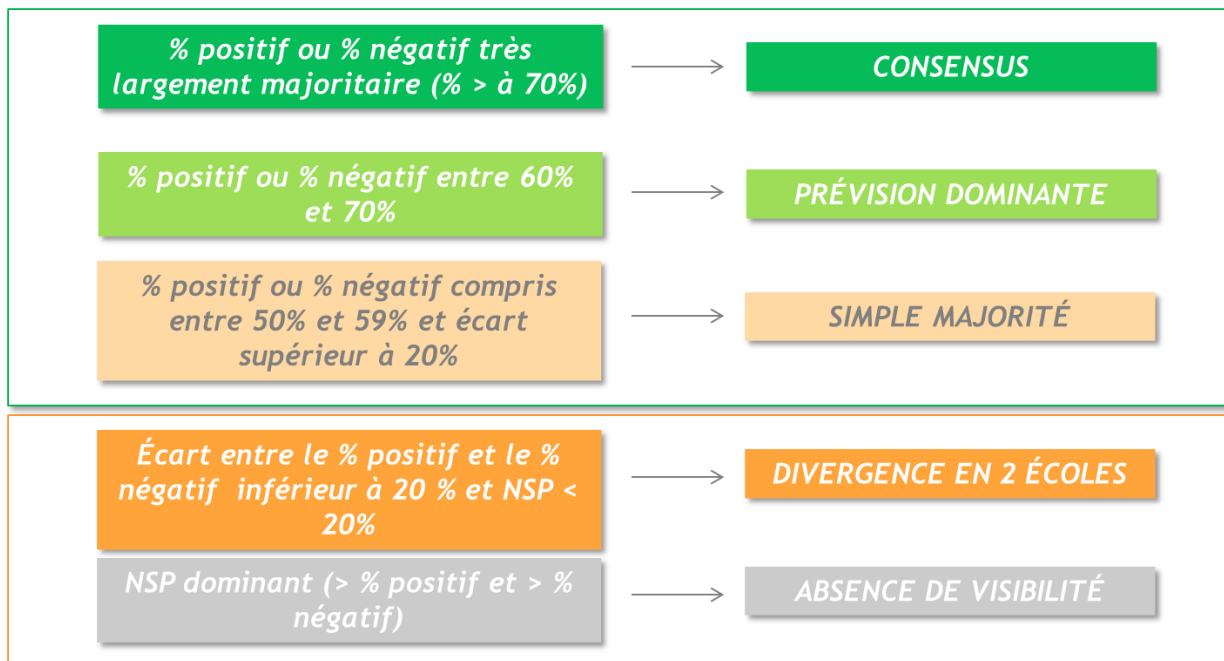 % positif ou % négatif très
largement majoritaire (% > à 70%)
CONSENSUS
% positif ou % négatif entre 60%
et 70%
PRÉVISION DOMINANTE
% positif ou % négatif compris
entre 50% et 59% et écart
supérieur à 20%
SIMPLE MAJORITÉ
Écart entre le % positif et le %
négatif inférieur à 20 % et NSP <
20%
DIVERGENCE EN 2 ÉCOLES
NSP dominant (> % positif et > %
négatif)
ABSENCE DE VISIBILITÉ